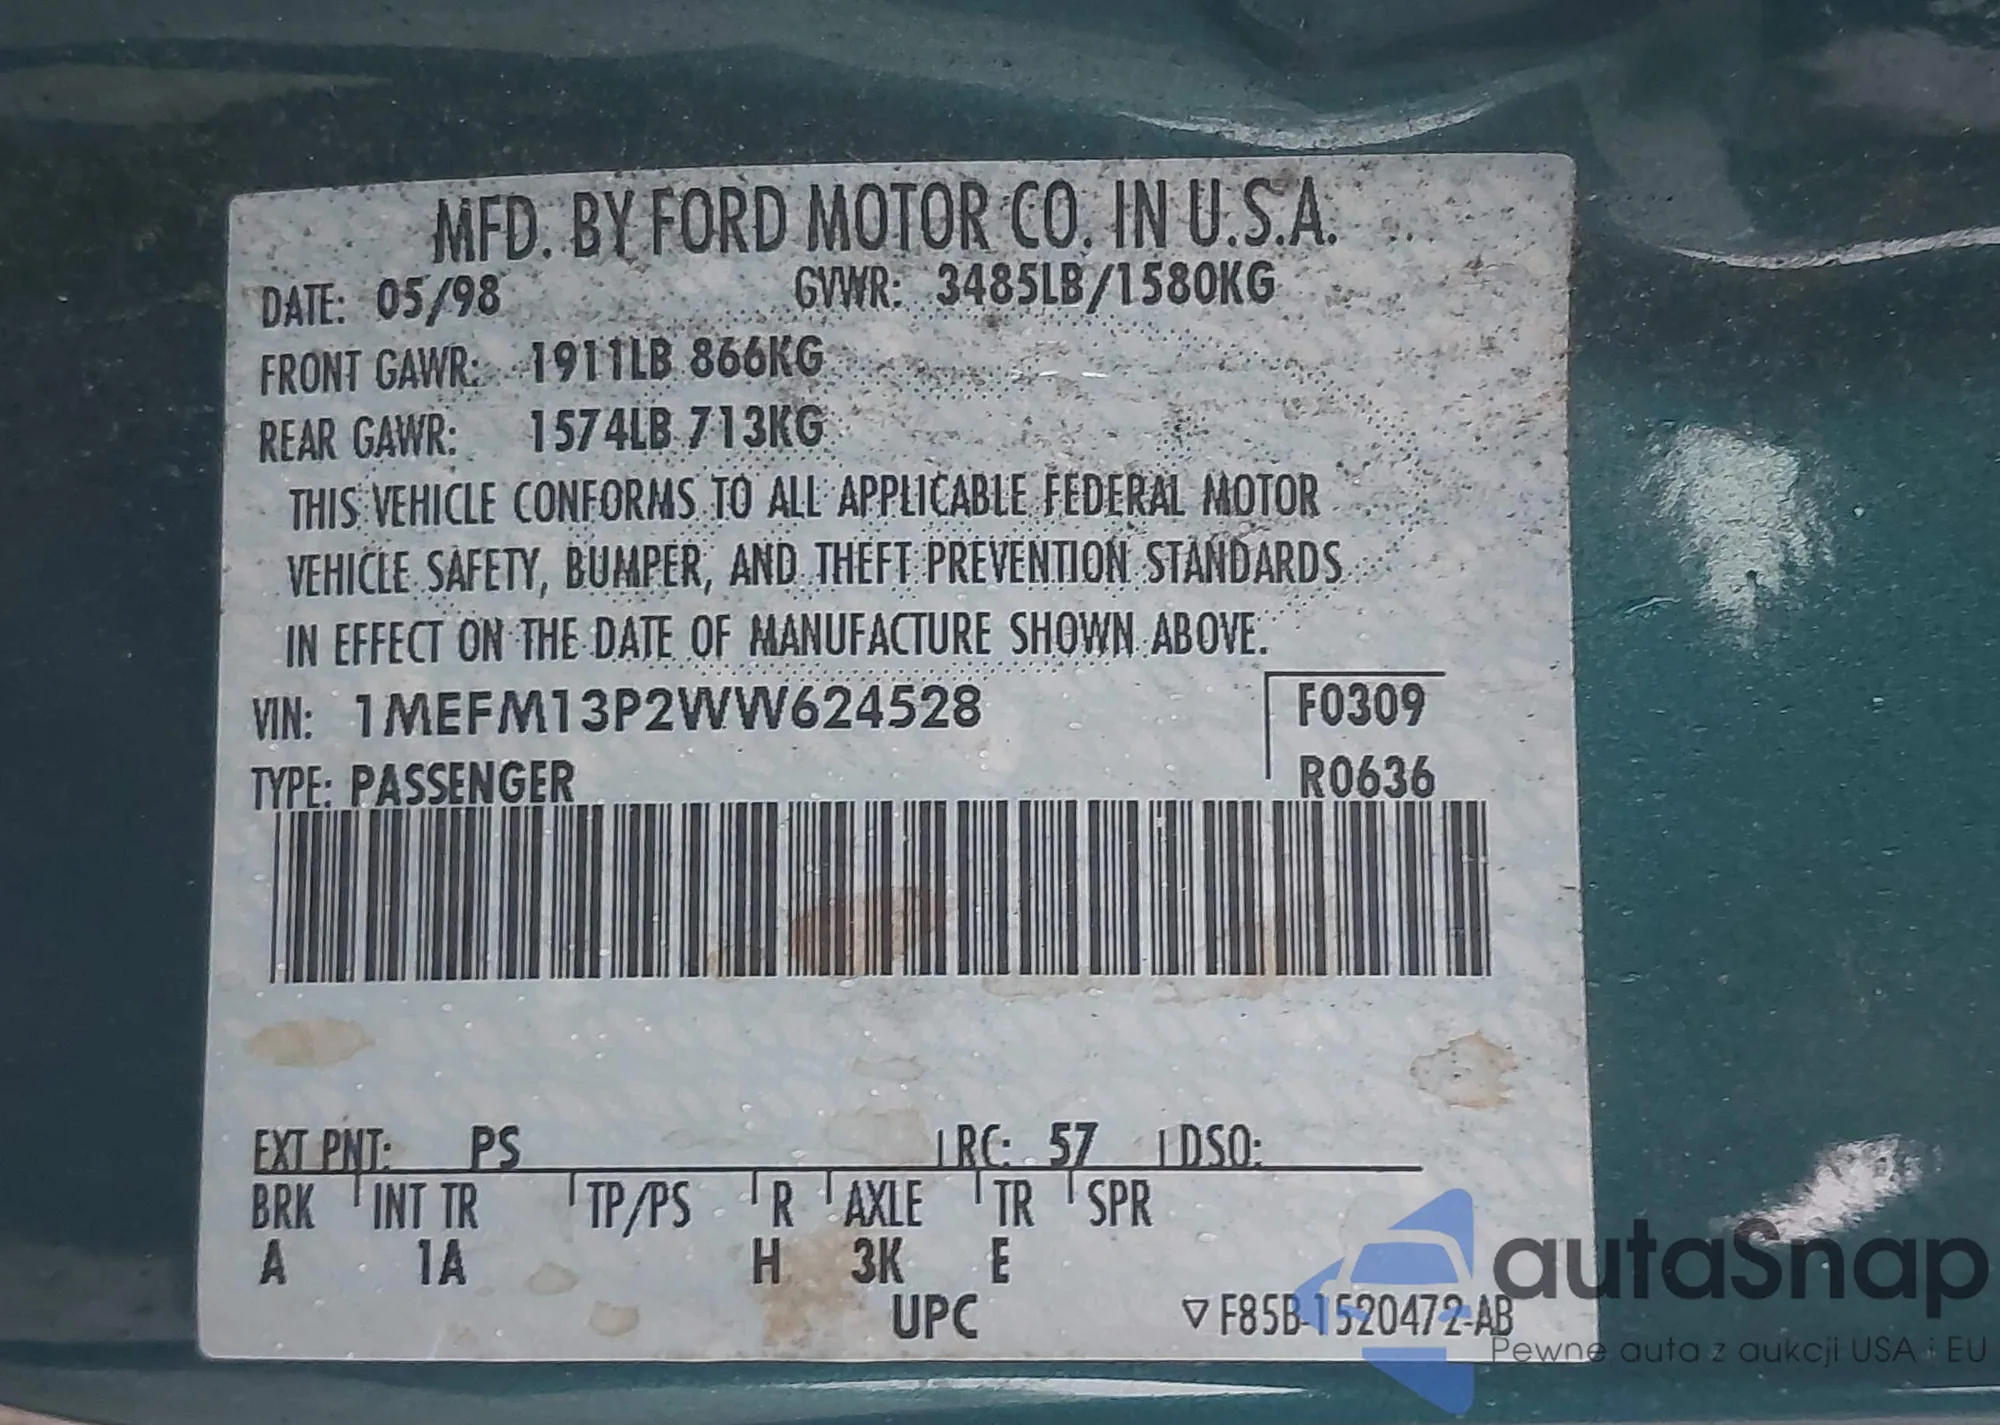 MFD. BY FORD MOTOR CO. IN U.S.A.
DATE: 05/98 GVWR: 3485LB/1580KG
FRONT GAWR: 1911LB 866KG
REAR GAWR: 1574LB 713KG
THIS VEHICLE CONFORMS TO ALL APPLICABLE FEDERAL MOTOR
VEHICLE SAFETY, BUMPER, AND THEFT PREVENTION STANDARDS
IN EFFECT ON THE DATE OF MANUFACTURE SHOWN ABOVE.
VIN: 1MEFM13P2WW624528 F0309
TYPE: PASSENGER R0636
EXT PNT: PS RC: 57 DSO:
BRK INT TR TP/PS R AXLE TR SPR
A 1A H 3K E
UPC ▽ F85B-1520472-AB
autaSnap
Pewne auta z aukcji USA i EU